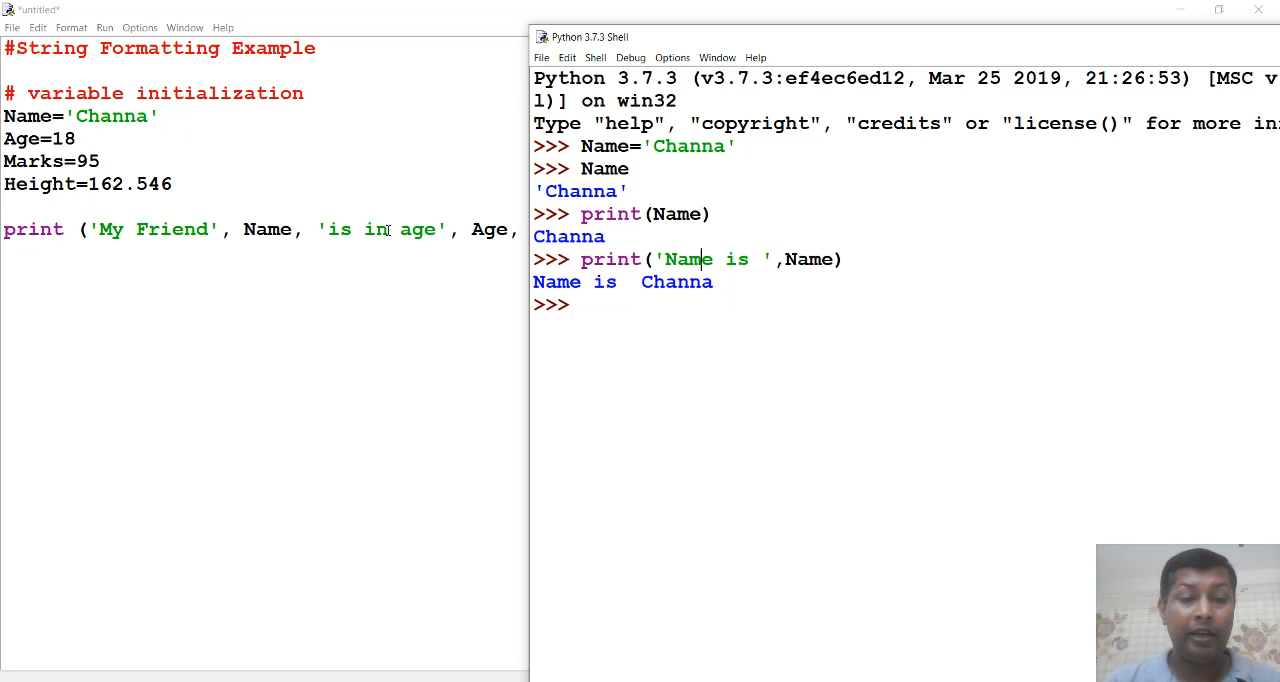 *untitled*
File Edit Format Run Options Window Help
#String Formatting Example
# variable initialization
Name='Channa'
Age=18
Marks=95
Height=162.546
print ('My Friend', Name, 'is in age', Age,
Python 3.7.3 Shell
File Edit Shell Debug Options Window Help
Python 3.7.3 (v3.7.3:ef4ec6ed12, Mar 25 2019, 21:26:53) [MSC v
l)] on win32
Type "help", "copyright", "credits" or "license()" for more in
>>> Name='Channa'
>>> Name
'Channa'
>>> print(Name)
Channa
>>> print('Name is ',Name)
Name is  Channa
>>>